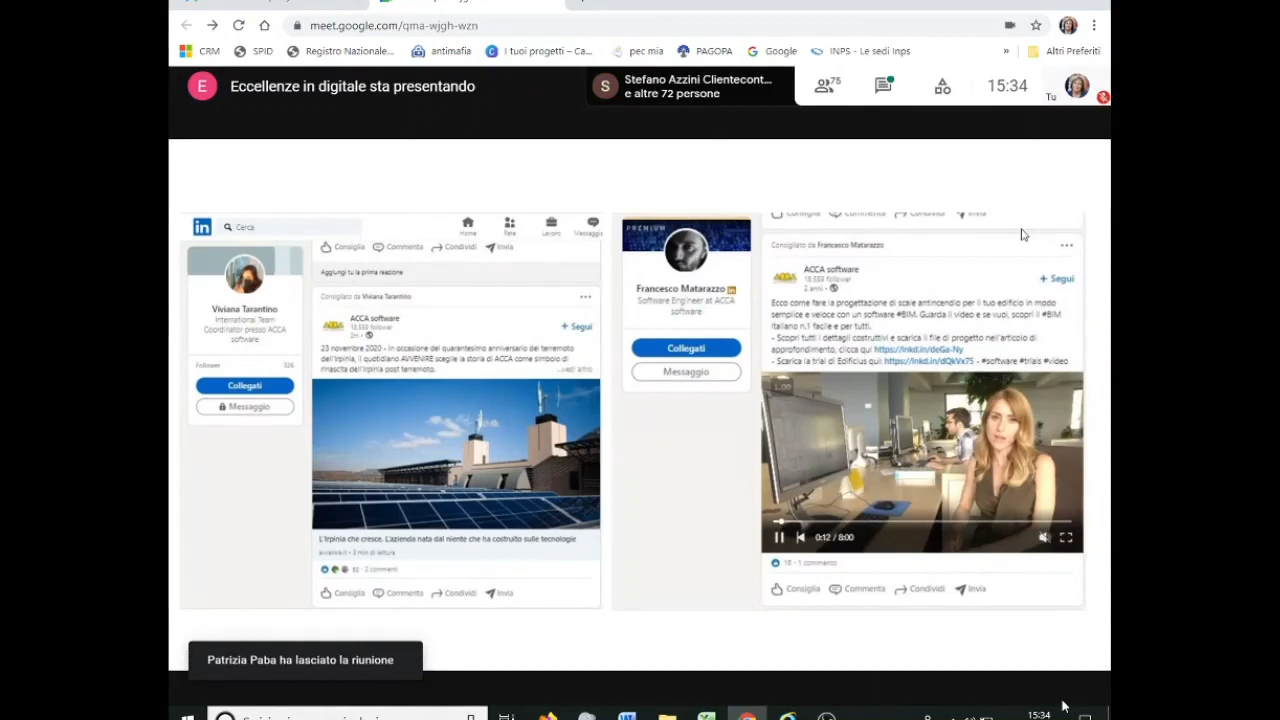 meet.google.com/qma-wjgh-wzn
CRM
SPID
Registro Nazionale...
antimafia
I tuoi progetti – Ca...
pec mia
PAGOPA
Google
INPS - Le sedi Inps
»
Altri Preferiti
E
Eccellenze in digitale sta presentando
S
Stefano Azzini Clientecont...
e altre 72 persone
75
15:34
Tu
in
Cerca
Home
Rete
Lavoro
Messaggi
Consiglia
Commenta
Condividi
Invia
Aggiungi tu la prima reazione
Viviana Tarantino
International Team
Coordinator presso ACCA
software
Follower 326
Collegati
Messaggio
Consigliato da Viviana Tarantino
ACCA software
2m
+ Segui
23 novembre 2020 - in occasione del quarantesimo anniversario del terremoto
dell'Irpinia, il quotidiano AVVENIRE sceglie la storia di ACCA come simbolo di
rinascita dell'Irpinia post terremoto.
...vedi altro
L'Irpinia che cresce. L'azienda nata dal niente che ha costruito sulle tecnologie
avvenire.it • 3 min di lettura
2 commenti
Consiglia
Commenta
Condividi
Invia
PREMIUM
Francesco Matarazzo
Software Engineer at ACCA
software
Collegati
Messaggio
Consiglia
Commenta
Condividi
Invia
Consigliato da Francesco Matarazzo
ACCA software
2 anni
+ Segui
Ecco come fare la progettazione di scale antincendio per il tuo edificio in modo
semplice e veloce con un software #BIM. Guarda il video e se vuoi, scopri il #BIM
italiano n.1 facile e per tutti.
- Scopri tutti i dettagli costruttivi e scarica il file di progetto nell'articolo di
approfondimento, clicca qui https://lnkd.in/deGa-Ny
- Scarica la trial di Edificius qui: https://lnkd.in/dQkVx75 - #software #trials #video
1.00
0:12 / 8:00
18 · 1 commento
Consiglia
Commenta
Condividi
Invia
Patrizia Paba ha lasciato la riunione
15:34